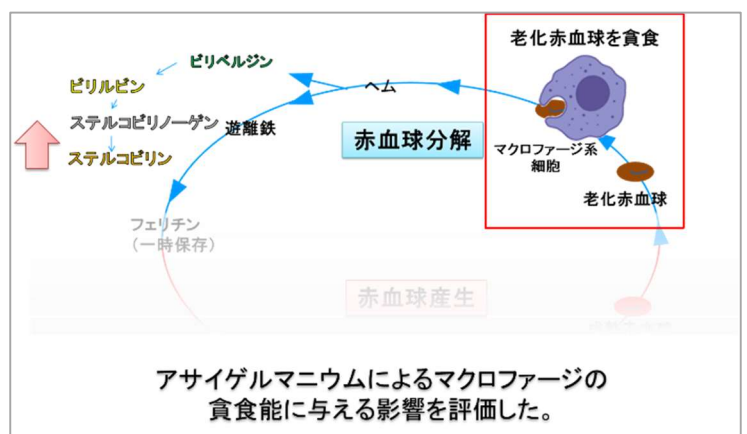 老化赤血球を貪食
ビリベルジン
ビリルビン
ヘム
ステルコビリノーゲン
遊離鉄
赤血球分解
マクロファージ系
細胞
ステルコビリン
老化赤血球
フェリチン
（一時保存）
赤血球産生
アサイゲルマニウムによるマクロファージの
貪食能に与える影響を評価した。